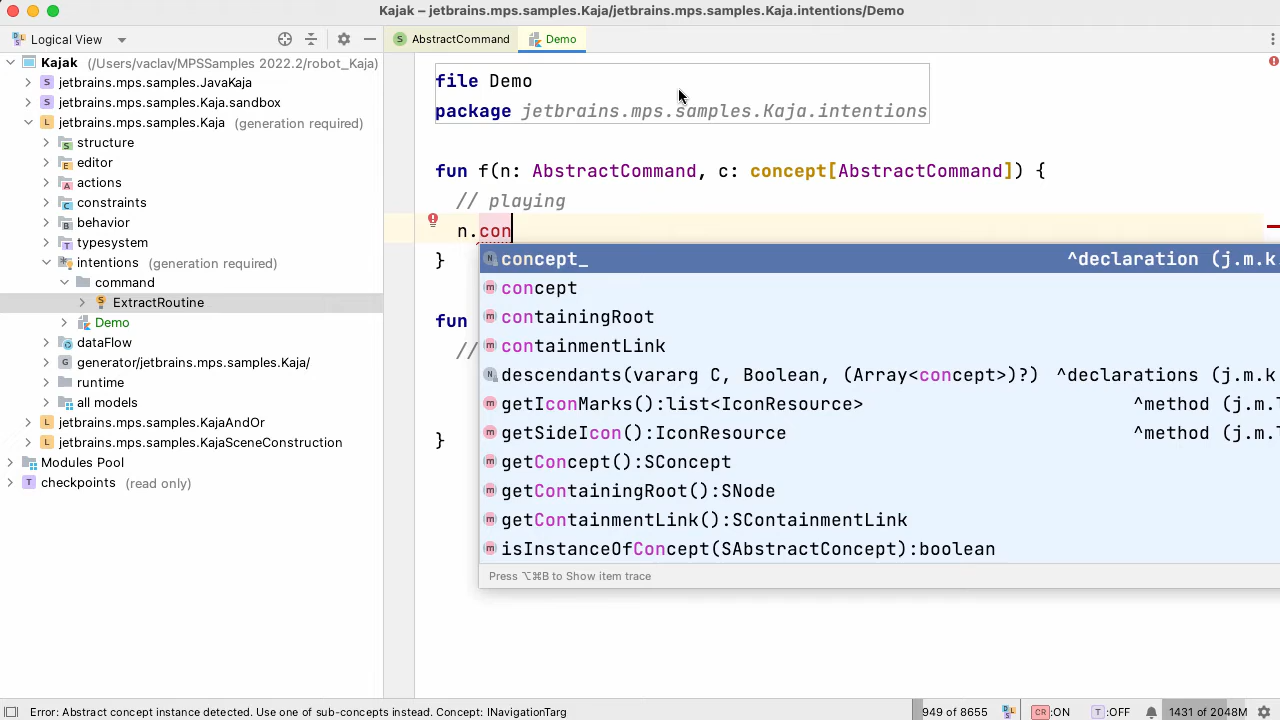 Kajak – jetbrains.mps.samples.Kaja/jetbrains.mps.samples.Kaja.intentions/Demo
Logical View
AbstractCommand
Demo
Kajak (/Users/vaclav/MPSSamples 2022.2/robot_Kaja)
jetbrains.mps.samples.JavaKaja
jetbrains.mps.samples.Kaja.sandbox
jetbrains.mps.samples.Kaja (generation required)
structure
editor
actions
constraints
behavior
typesystem
intentions (generation required)
command
ExtractRoutine
Demo
dataFlow
generator/jetbrains.mps.samples.Kaja/
runtime
all models
jetbrains.mps.samples.KajaAndOr
jetbrains.mps.samples.KajaSceneConstruction
Modules Pool
checkpoints (read only)
file Demo
package jetbrains.mps.samples.Kaja.intentions
fun f(n: AbstractCommand, c: concept[AbstractCommand]) {
// playing
n.con
}
fun
//
}
concept_ ^declaration (j.m.k.
concept
containingRoot
containmentLink
descendants(vararg C, Boolean, (Array<concept>)?) ^declarations (j.m.k
getIconMarks():list<IconResource> ^method (j.m.l
getSideIcon():IconResource ^method (j.m.l
getConcept():SConcept
getContainingRoot():SNode
getContainmentLink():SContainmentLink
isInstanceOfConcept(SAbstractConcept):boolean
Press ⌥⌘B to Show item trace
Error: Abstract concept instance detected. Use one of sub-concepts instead. Concept: INavigationTarg
949 of 8655
CR:ON
T:OFF
1431 of 2048M